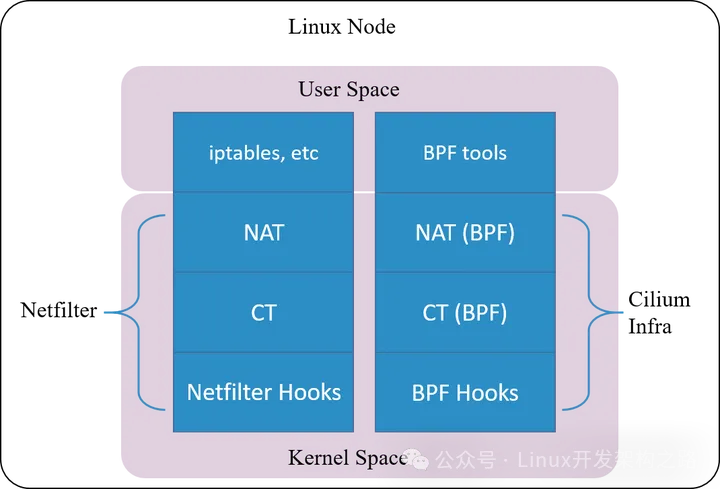 Linux Node
User Space
iptables, etc
BPF tools
NAT
NAT (BPF)
Netfilter
CT
CT (BPF)
Cilium
Infra
Netfilter Hooks
BPF Hooks
Kernel Space
公众号 · Linux开发